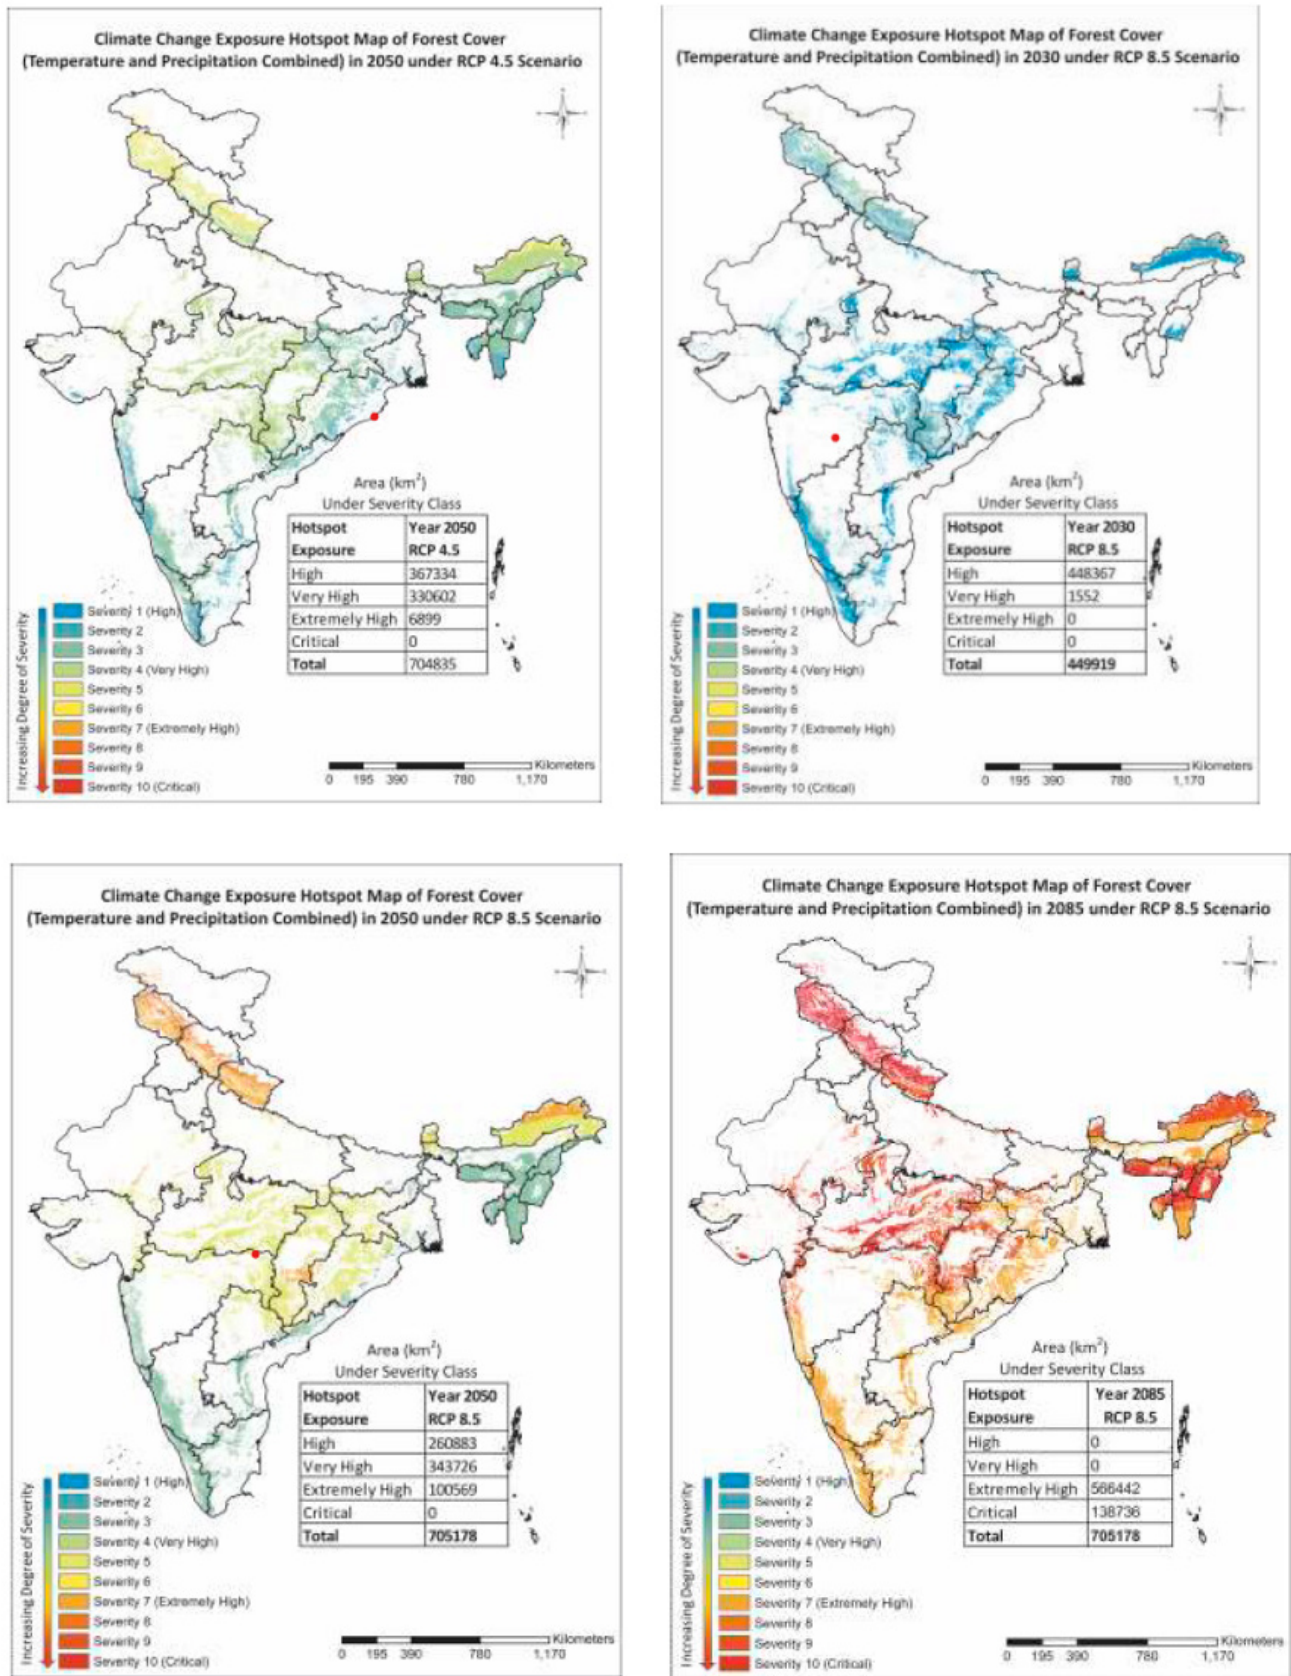 Climate Change Exposure Hotspot Map of Forest Cover
(Temperature and Precipitation Combined) in 2050 under RCP 4.5 Scenario
Area (km²)
Under Severity Class
Hotspot Exposure Year 2050 RCP 4.5
High 367334
Very High 330602
Extremely High 6899
Critical 0
Total 704835
Increasing Degree of Severity
Severity 1 (High)
Severity 2
Severity 3
Severity 4 (Very High)
Severity 5
Severity 6
Severity 7 (Extremely High)
Severity 8
Severity 9
Severity 10 (Critical)
Kilometers
0 195 390 780 1,170
Climate Change Exposure Hotspot Map of Forest Cover
(Temperature and Precipitation Combined) in 2030 under RCP 8.5 Scenario
Area (km²)
Under Severity Class
Hotspot Exposure Year 2030 RCP 8.5
High 448367
Very High 1552
Extremely High 0
Critical 0
Total 449919
Increasing Degree of Severity
Severity 1 (High)
Severity 2
Severity 3
Severity 4 (Very High)
Severity 5
Severity 6
Severity 7 (Extremely High)
Severity 8
Severity 9
Severity 10 (Critical)
Kilometers
0 195 390 780 1,170
Climate Change Exposure Hotspot Map of Forest Cover
(Temperature and Precipitation Combined) in 2050 under RCP 8.5 Scenario
Area (km²)
Under Severity Class
Hotspot Exposure Year 2050 RCP 8.5
High 260883
Very High 343726
Extremely High 100569
Critical 0
Total 705178
Increasing Degree of Severity
Severity 1 (High)
Severity 2
Severity 3
Severity 4 (Very High)
Severity 5
Severity 6
Severity 7 (Extremely High)
Severity 8
Severity 9
Severity 10 (Critical)
Kilometers
0 195 390 780 1,170
Climate Change Exposure Hotspot Map of Forest Cover
(Temperature and Precipitation Combined) in 2085 under RCP 8.5 Scenario
Area (km²)
Under Severity Class
Hotspot Exposure Year 2085 RCP 8.5
High 0
Very High 0
Extremely High 566442
Critical 138736
Total 705178
Increasing Degree of Severity
Severity 1 (High)
Severity 2
Severity 3
Severity 4 (Very High)
Severity 5
Severity 6
Severity 7 (Extremely High)
Severity 8
Severity 9
Severity 10 (Critical)
Kilometers
0 195 390 780 1,170